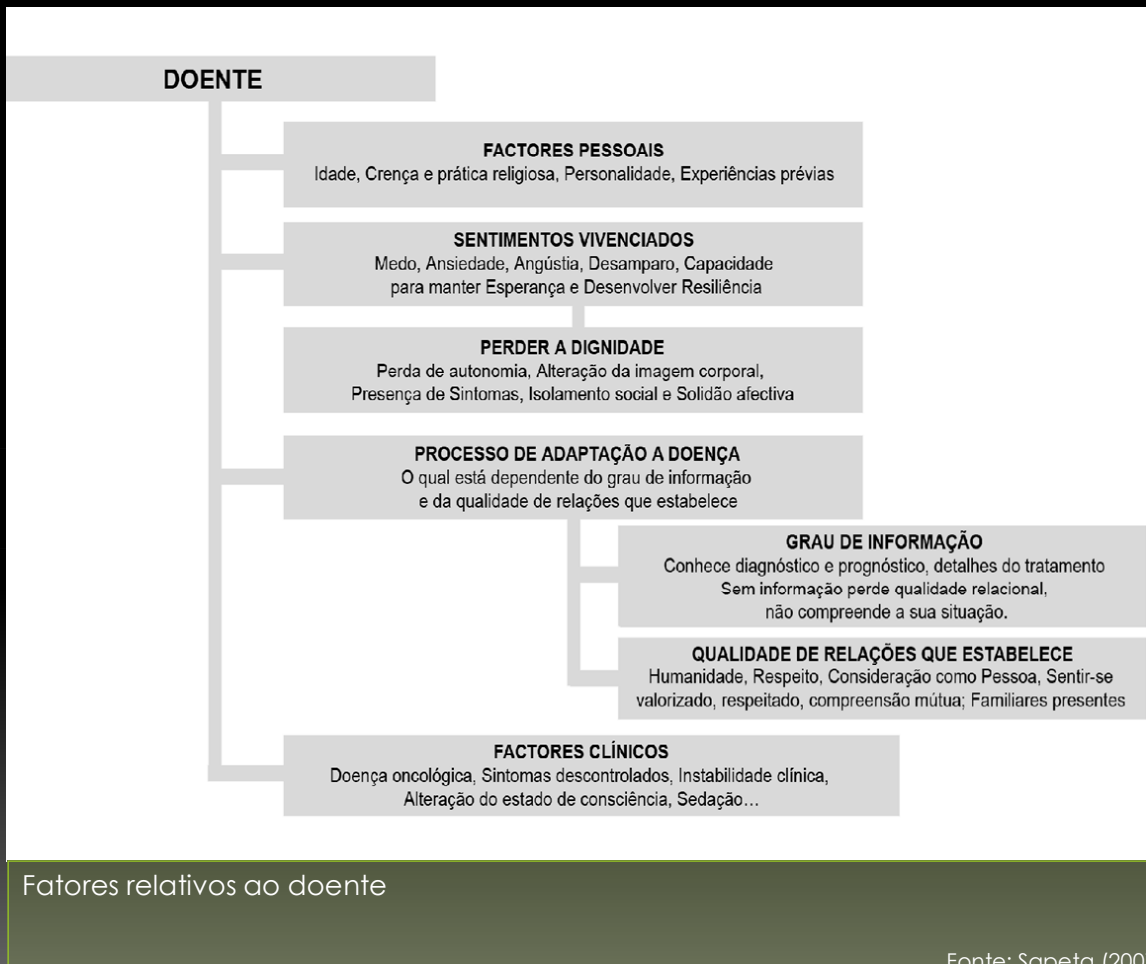 DOENTE
FACTORES PESSOAIS
Idade, Crença e prática religiosa, Personalidade, Experiências prévias
SENTIMENTOS VIVENCIADOS
Medo, Ansiedade, Angústia, Desamparo, Capacidade
para manter Esperança e Desenvolver Resiliência
PERDER A DIGNIDADE
Perda de autonomia, Alteração da imagem corporal,
Presença de Sintomas, Isolamento social e Solidão afectiva
PROCESSO DE ADAPTAÇÃO A DOENÇA
O qual está dependente do grau de informação
e da qualidade de relações que estabelece
GRAU DE INFORMAÇÃO
Conhece diagnóstico e prognóstico, detalhes do tratamento
Sem informação perde qualidade relacional,
não compreende a sua situação.
QUALIDADE DE RELAÇÕES QUE ESTABELECE
Humanidade, Respeito, Consideração como Pessoa, Sentir-se
valorizado, respeitado, compreensão mútua; Familiares presentes
FACTORES CLÍNICOS
Doença oncológica, Sintomas descontrolados, Instabilidade clínica,
Alteração do estado de consciência, Sedação…
Fatores relativos ao doente
Fonte: Sapeta